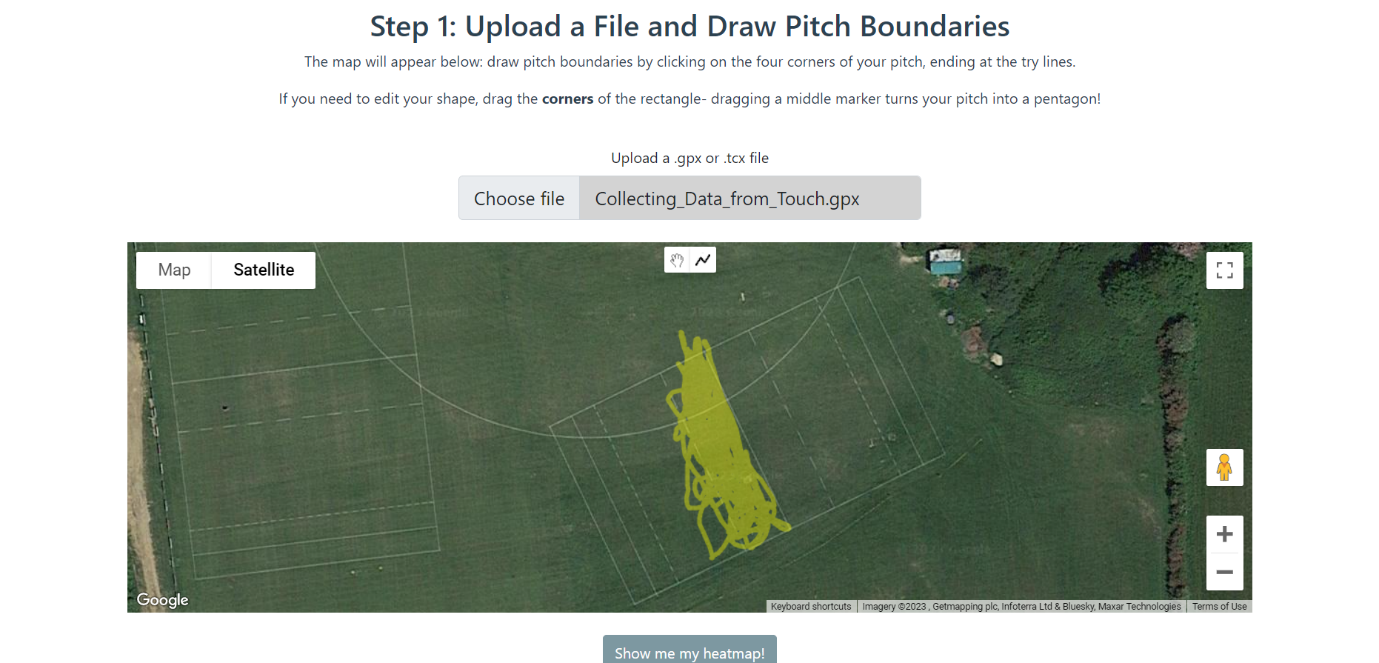 Step 1: Upload a File and Draw Pitch Boundaries
The map will appear below: draw pitch boundaries by clicking on the four corners of your pitch, ending at the try lines.
If you need to edit your shape, drag the corners of the rectangle- dragging a middle marker turns your pitch into a pentagon!
Upload a .gpx or .tcx file
Choose file Collecting_Data_from_Touch.gpx
Map Satellite
Google
Keyboard shortcuts Imagery ©2023 , Getmapping plc, Infoterra Ltd & Bluesky, Maxar Technologies Terms of Use
Show me my heatmap!